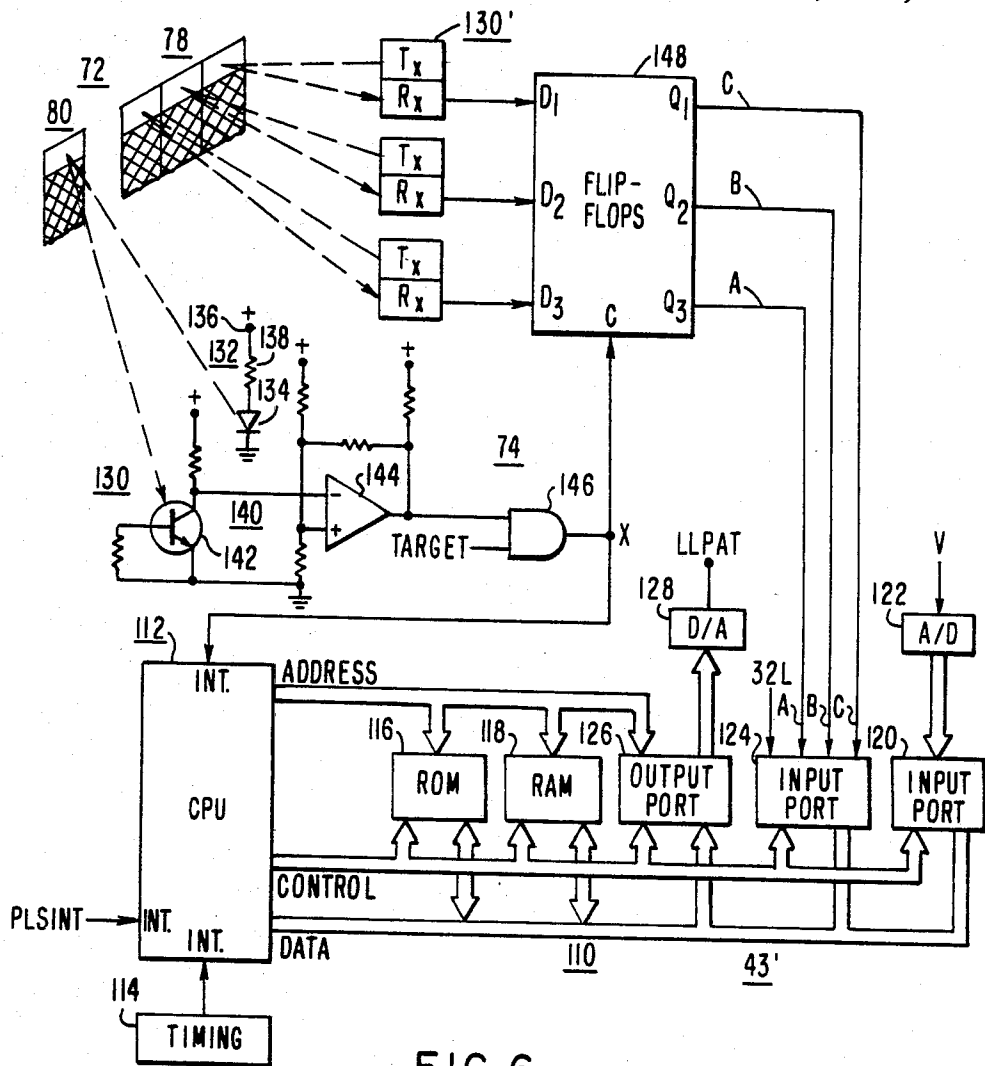 130'
78
148
Tx
Rx
C
72
D1
Q1
80
Tx
Rx
B
D2
FLIP-
FLOPS
Q2
Tx
Rx
A
D3
C
Q3
136
+
132
138
+
+
134
+
74
144
146
130
-
140
+
142
TARGET
X
LLPAT
V
128
D/A
122
A/D
112
INT.
ADDRESS
32L
A
B
C
116
118
126
124
120
ROM
RAM
OUTPUT
PORT
INPUT
PORT
INPUT
PORT
CPU
CONTROL
PLSINT
INT.
INT.
DATA
110
43'
114
TIMING